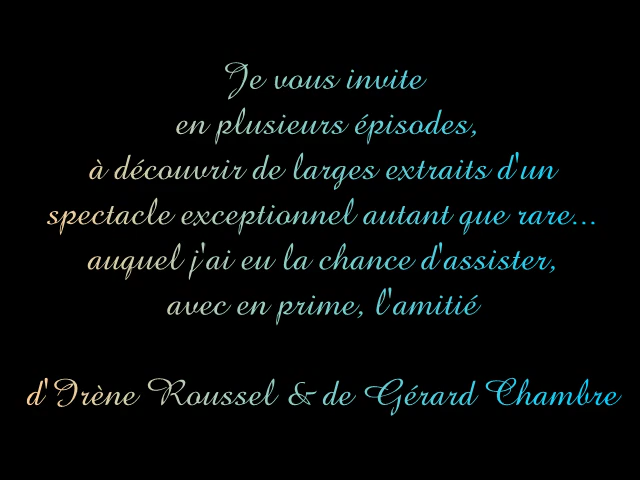 Je vous invite
en plusieurs épisodes,
à découvrir de larges extraits d'un
spectacle exceptionnel autant que rare...
auquel j'ai eu la chance d'assister,
avec en prime, l'amitié
d'Irène Roussel & de Gérard Chambre